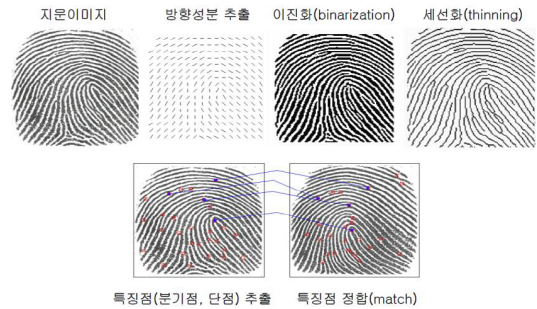 지문이미지 방향성분 추출 이진화(binarization) 세선화(thinning)
특징점(분기점, 단점) 추출 특징점 정합(match)